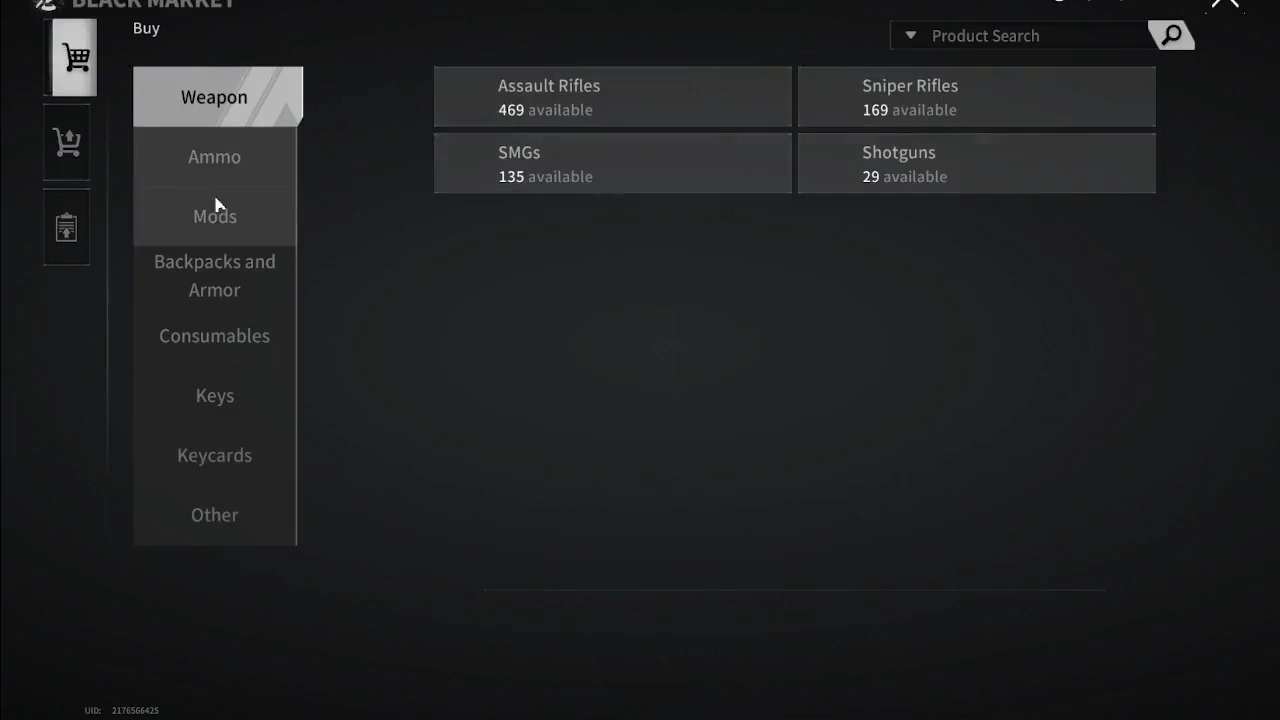 BLACK MARKET
Buy
Product Search
Weapon
Ammo
Mods
Backpacks and
Armor
Consumables
Keys
Keycards
Other
Assault Rifles
469 available
Sniper Rifles
169 available
SMGs
135 available
Shotguns
29 available
UID: 2176566425